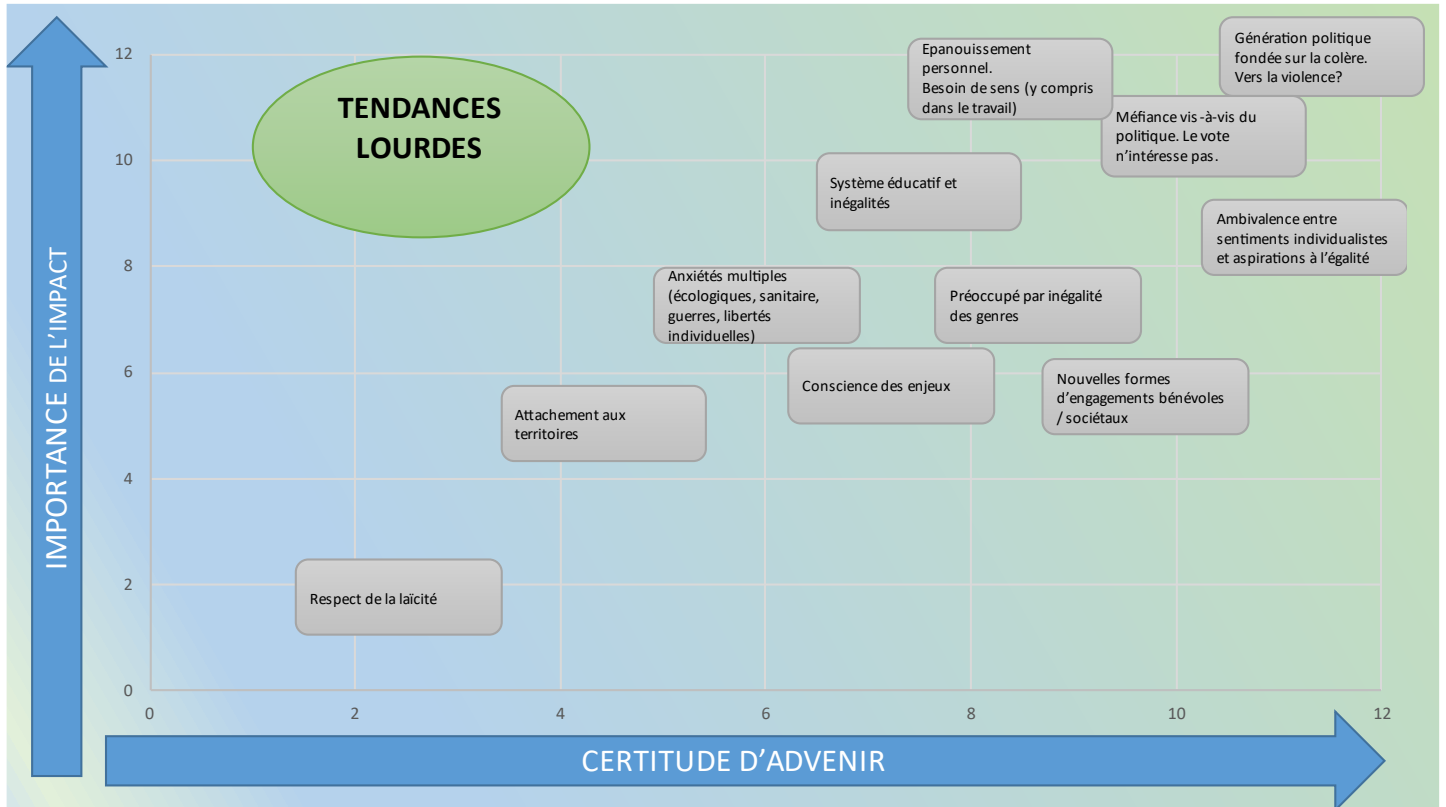 IMPORTANCE DE L'IMPACT
12
10
8
6
4
2
0
TENDANCES
LOURDES
Epanouissement
personnel.
Besoin de sens (y compris
dans le travail)
Génération politique
fondée sur la colère.
Vers la violence?
Méfiance vis-à-vis du
politique. Le vote
n'intéresse pas.
Système éducatif et
inégalités
Ambivalence entre
sentiments individualistes
et aspirations à l'égalité
Anxiétés multiples
(écologiques, sanitaire,
guerres, libertés
individuelles)
Préoccupé par inégalité
des genres
Conscience des enjeux
Nouvelles formes
d'engagements bénévoles
/ sociétaux
Attachement aux
territoires
Respect de la laïcité
0
2
4
6
8
10
12
CERTITUDE D'ADVENIR